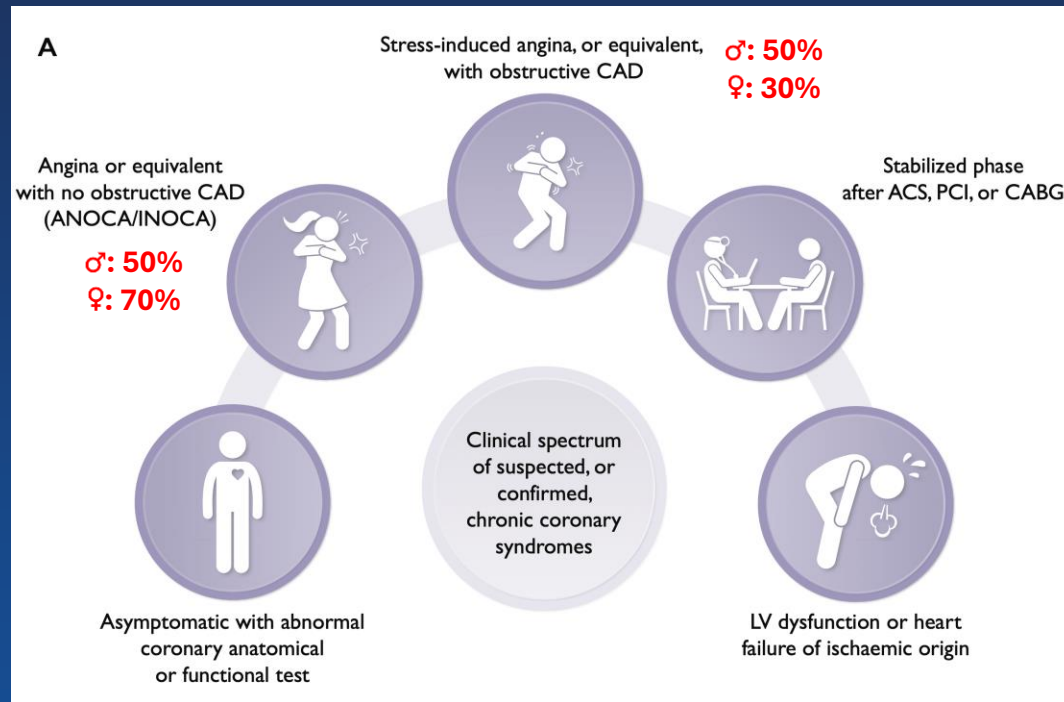 A
Stress-induced angina, or equivalent,
with obstructive CAD
♂: 50%
♀: 30%
Angina or equivalent
with no obstructive CAD
(ANOCA/INOCA)
♂: 50%
♀: 70%
Stabilized phase
after ACS, PCI, or CABG
Clinical spectrum
of suspected, or
confirmed,
chronic coronary
syndromes
Asymptomatic with abnormal
coronary anatomical
or functional test
LV dysfunction or heart
failure of ischaemic origin